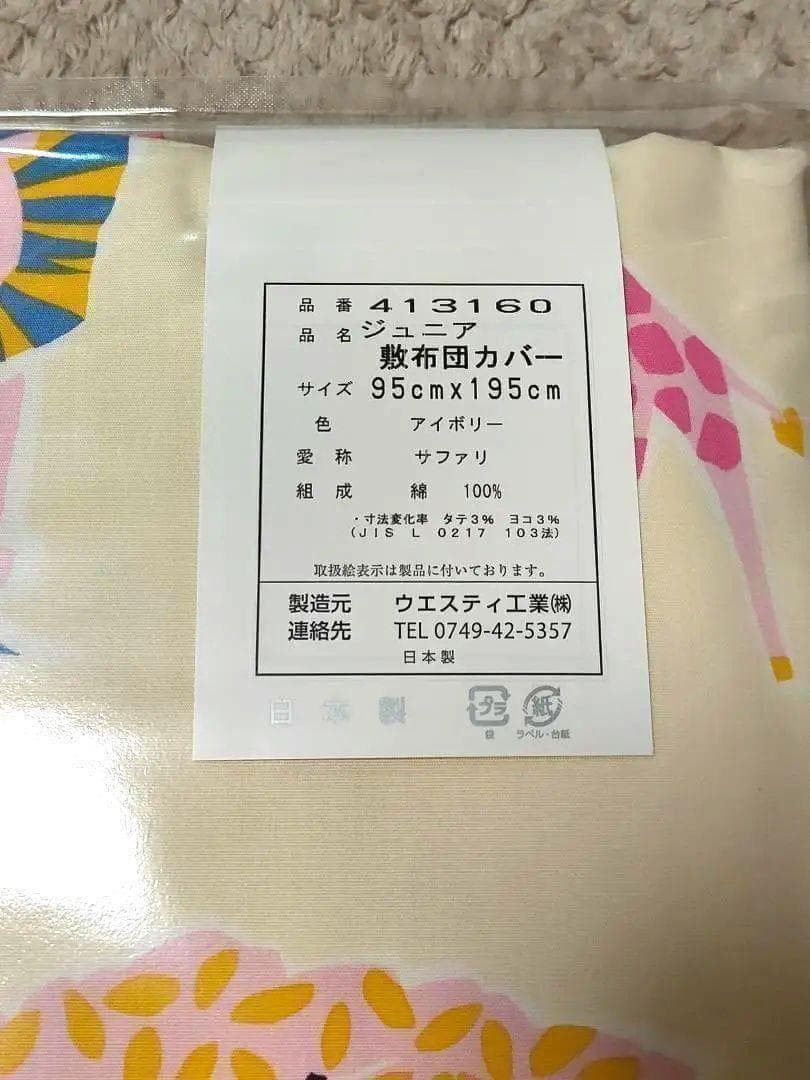 品番 413160
品名 ジュニア
敷布団カバー
サイズ 95cm×195cm
色 アイボリー
愛称 サファリ
組成 綿 100%
・寸法変化率 タテ3% ヨコ3%
(JIS L 0217 103法)
取扱絵表示は製品に付いております。
製造元 ウエスティ工業㈱
連絡先 TEL 0749-42-5357
日本製
日本製
プラ 紙
袋 ラベル・台紙